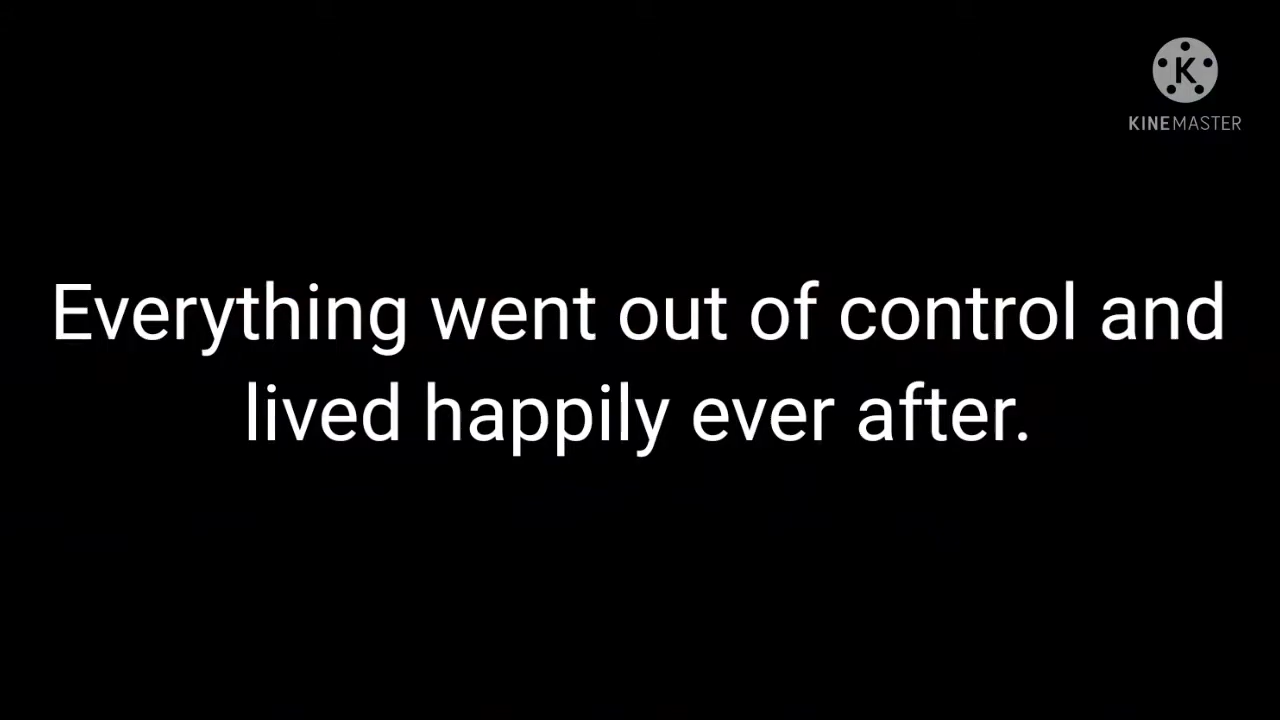 K
KINEMASTER
Everything went out of control and
lived happily ever after.